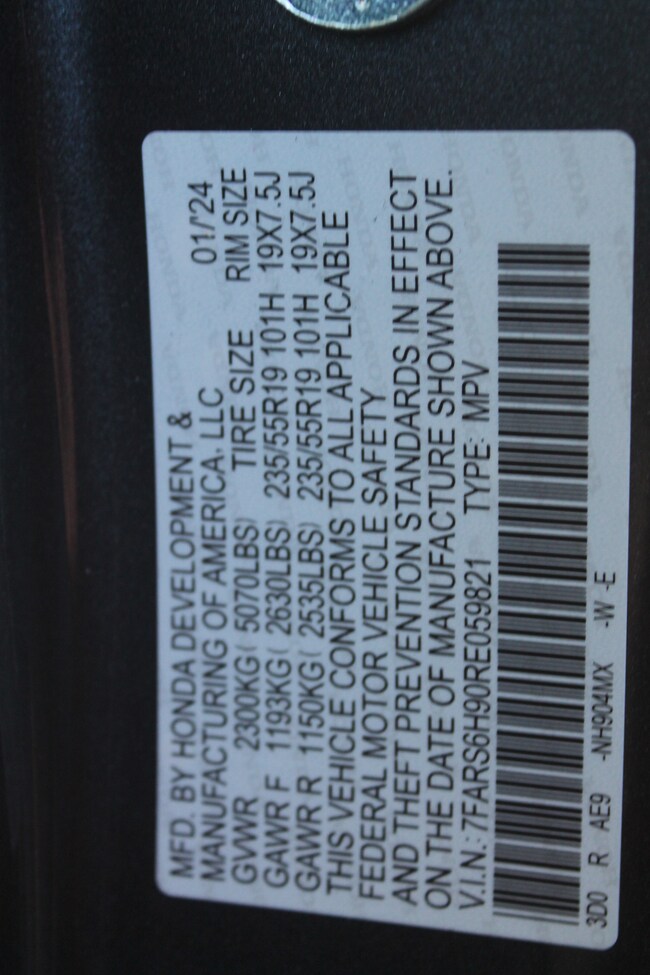 MFD. BY HONDA DEVELOPMENT &
MANUFACTURING OF AMERICA, LLC 01/'24
GVWR 2300KG( 5070LBS) TIRE SIZE RIM SIZE
GAWR F 1193KG( 2630LBS) 235/55R19 101H 19X7.5J
GAWR R 1150KG( 2535LBS) 235/55R19 101H 19X7.5J
THIS VEHICLE CONFORMS TO ALL APPLICABLE
FEDERAL MOTOR VEHICLE SAFETY
AND THEFT PREVENTION STANDARDS IN EFFECT
ON THE DATE OF MANUFACTURE SHOWN ABOVE.
V.I.N.: 7FARS6H90RE059821 TYPE: MPV
3D0 R AE9 -NH904MX -W -E